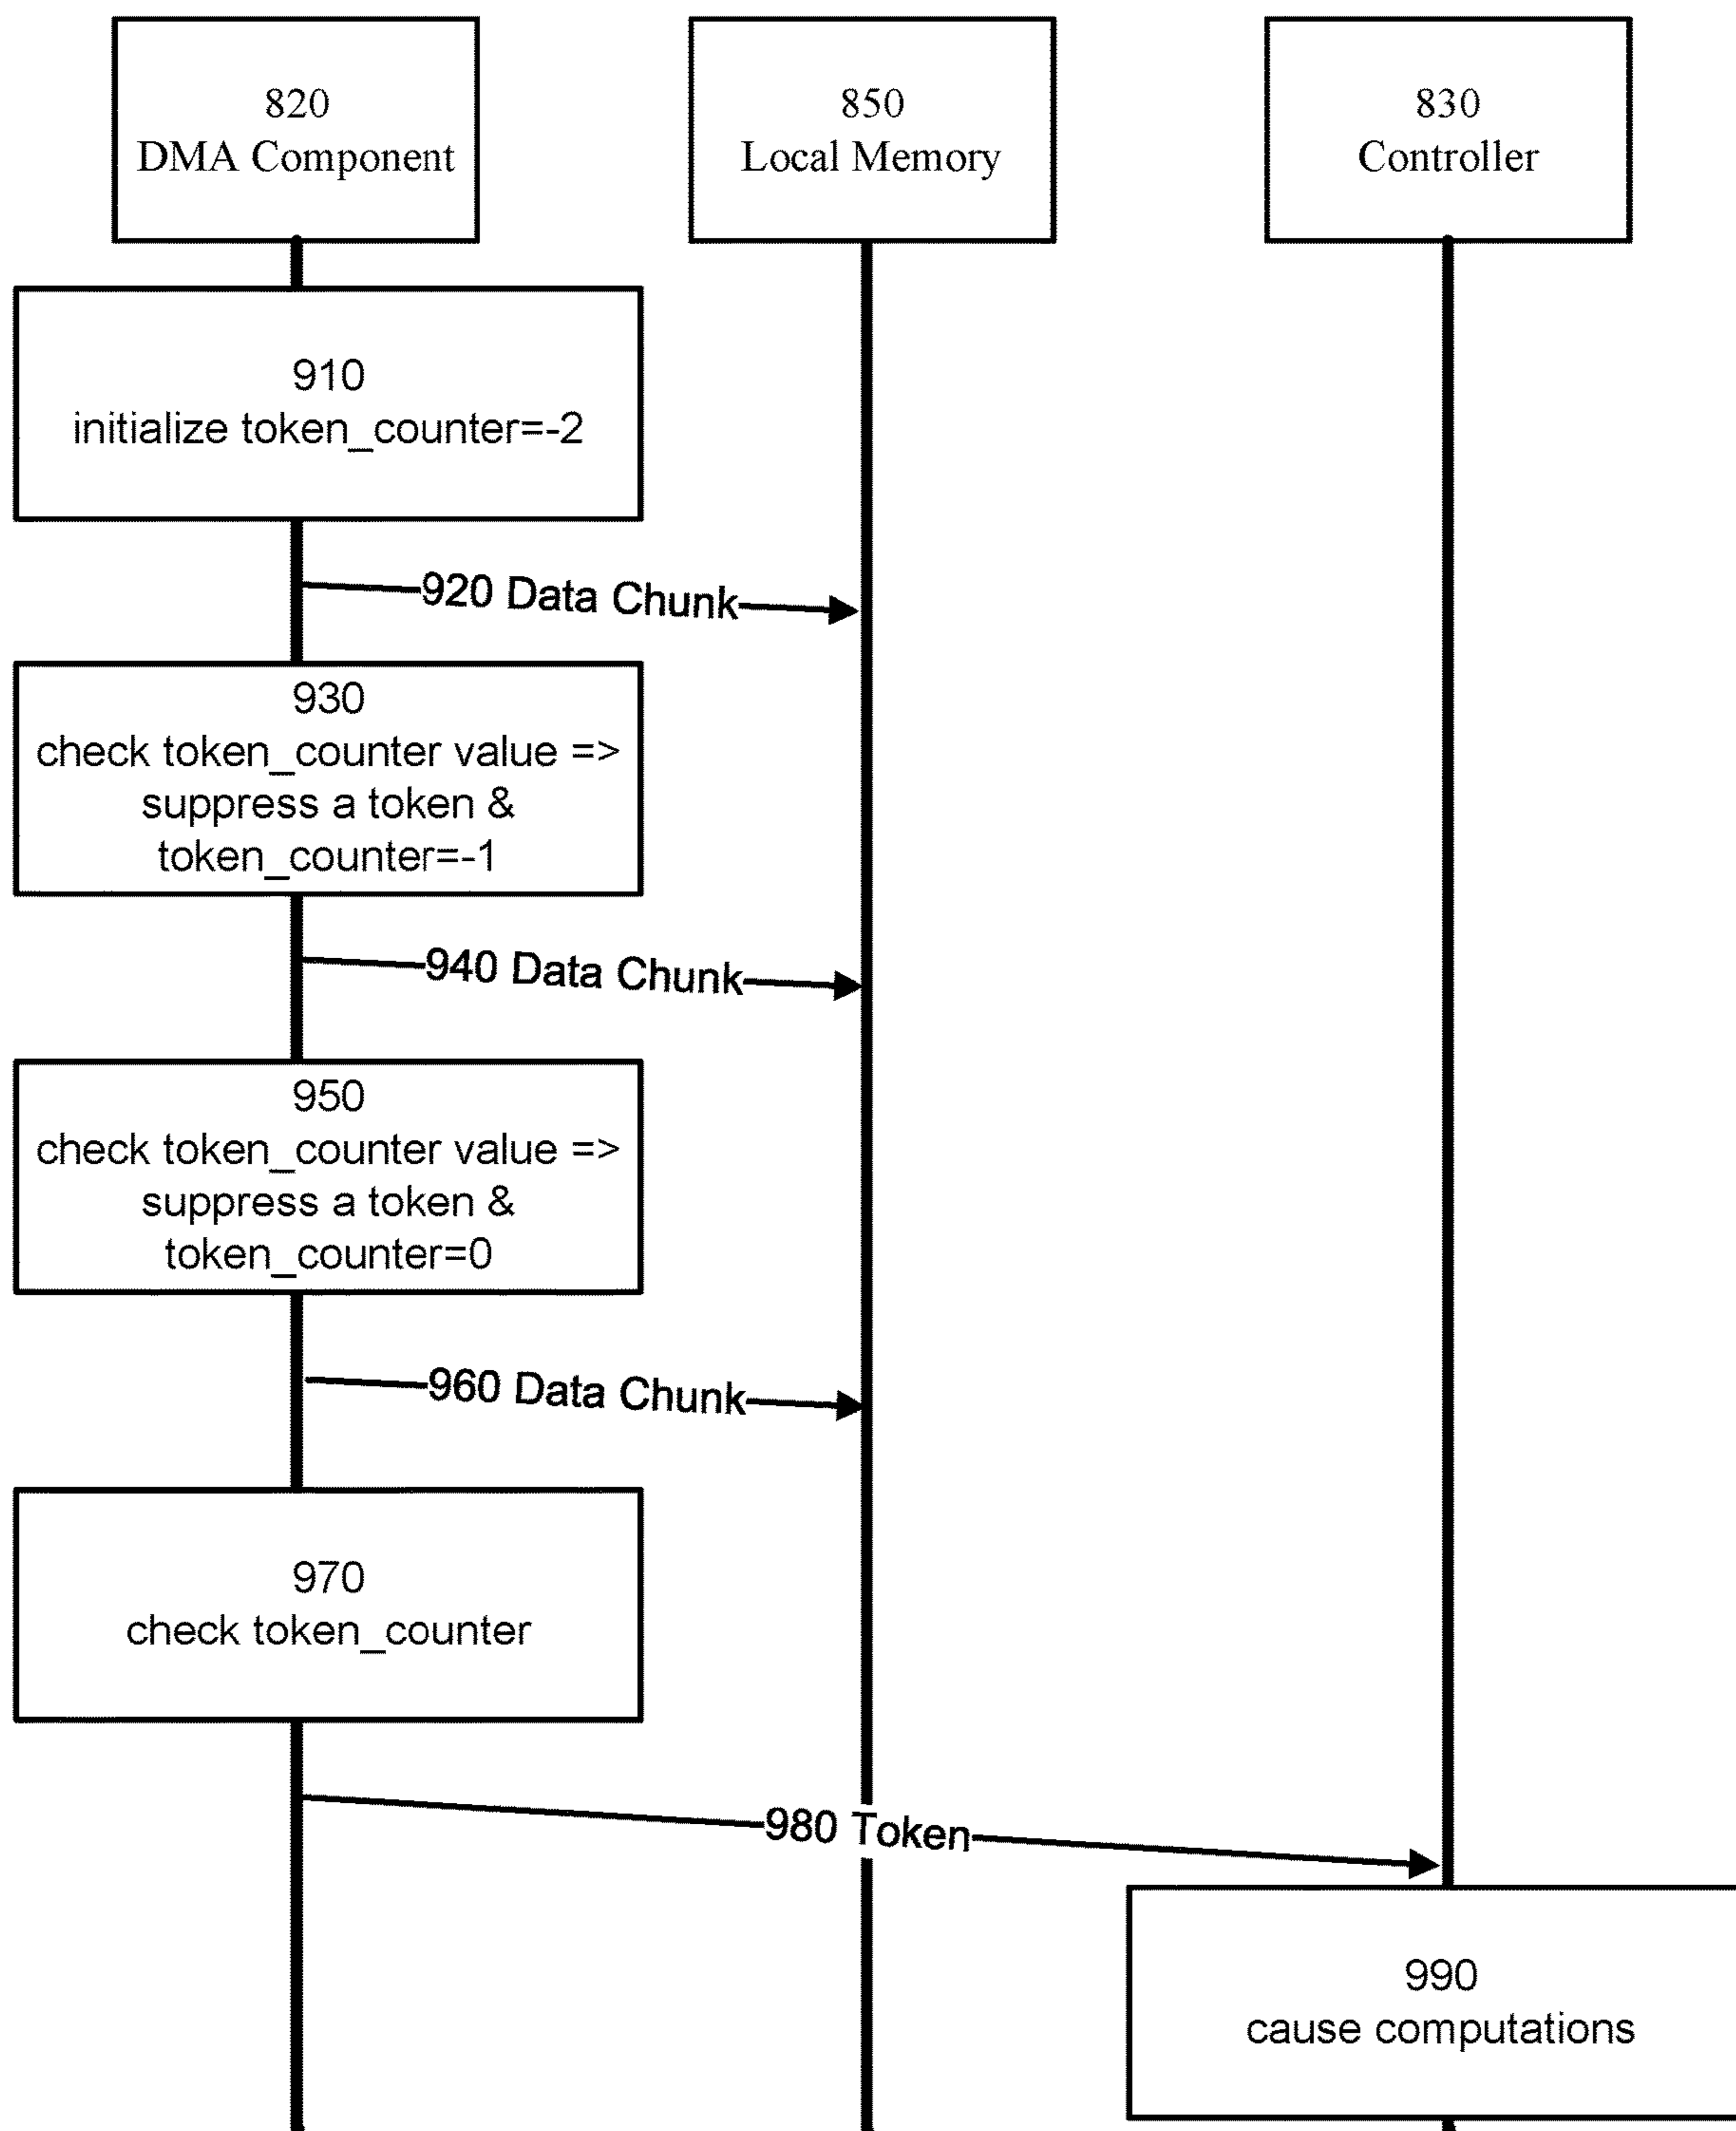 820
DMA Component
850
Local Memory
830
Controller
910
initialize token_counter=-2
920 Data Chunk
930
check token_counter value =>
suppress a token &
token_counter=-1
940 Data Chunk
950
check token_counter value =>
suppress a token &
token_counter=0
960 Data Chunk
970
check token_counter
980 Token
990
cause computations